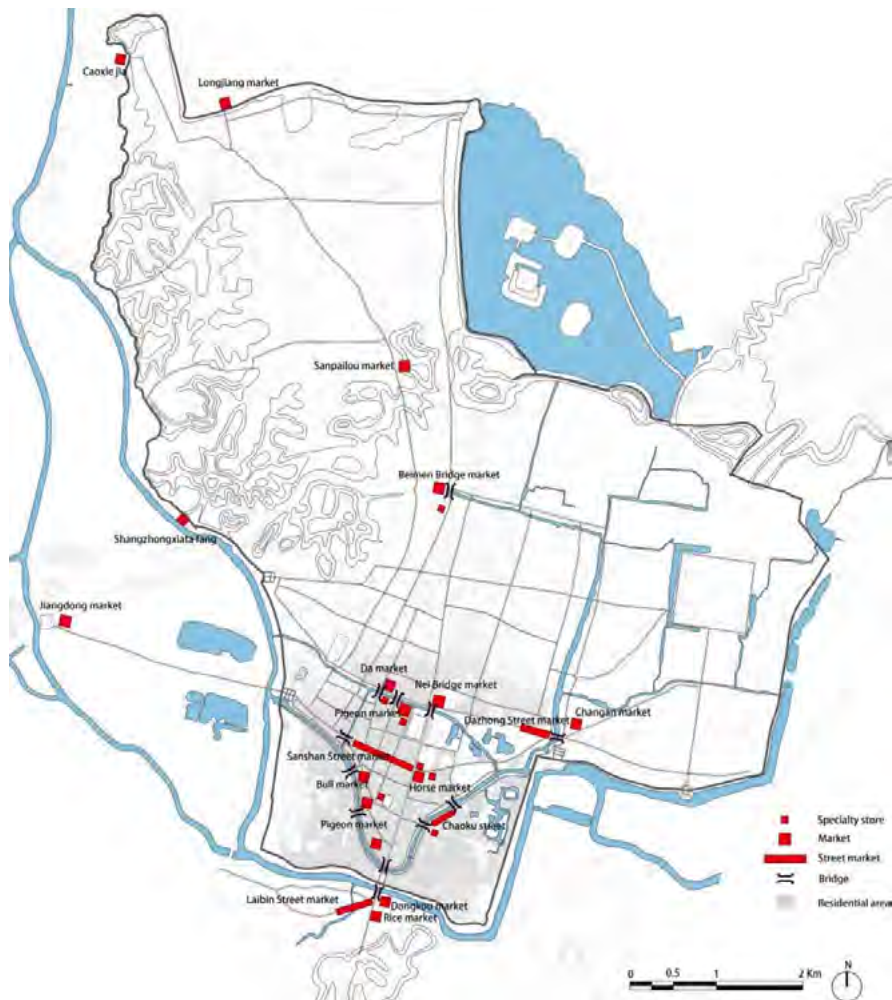 Caoxie jia
Longjiang market
Sanpailou market
Beimen Bridge market
Shangzhongxiata fang
Jiangdong market
Da market
Nei Bridge market
Pigeon market
Dazhong Street market
Changan market
Sanshan Street market
Bull market
Horse market
Pigeon market
Chaoku street
Laibin Street market
Dongkou market
Rice market
Specialty store
Market
Street market
Bridge
Residential area
N
0 0.5 1 2 Km